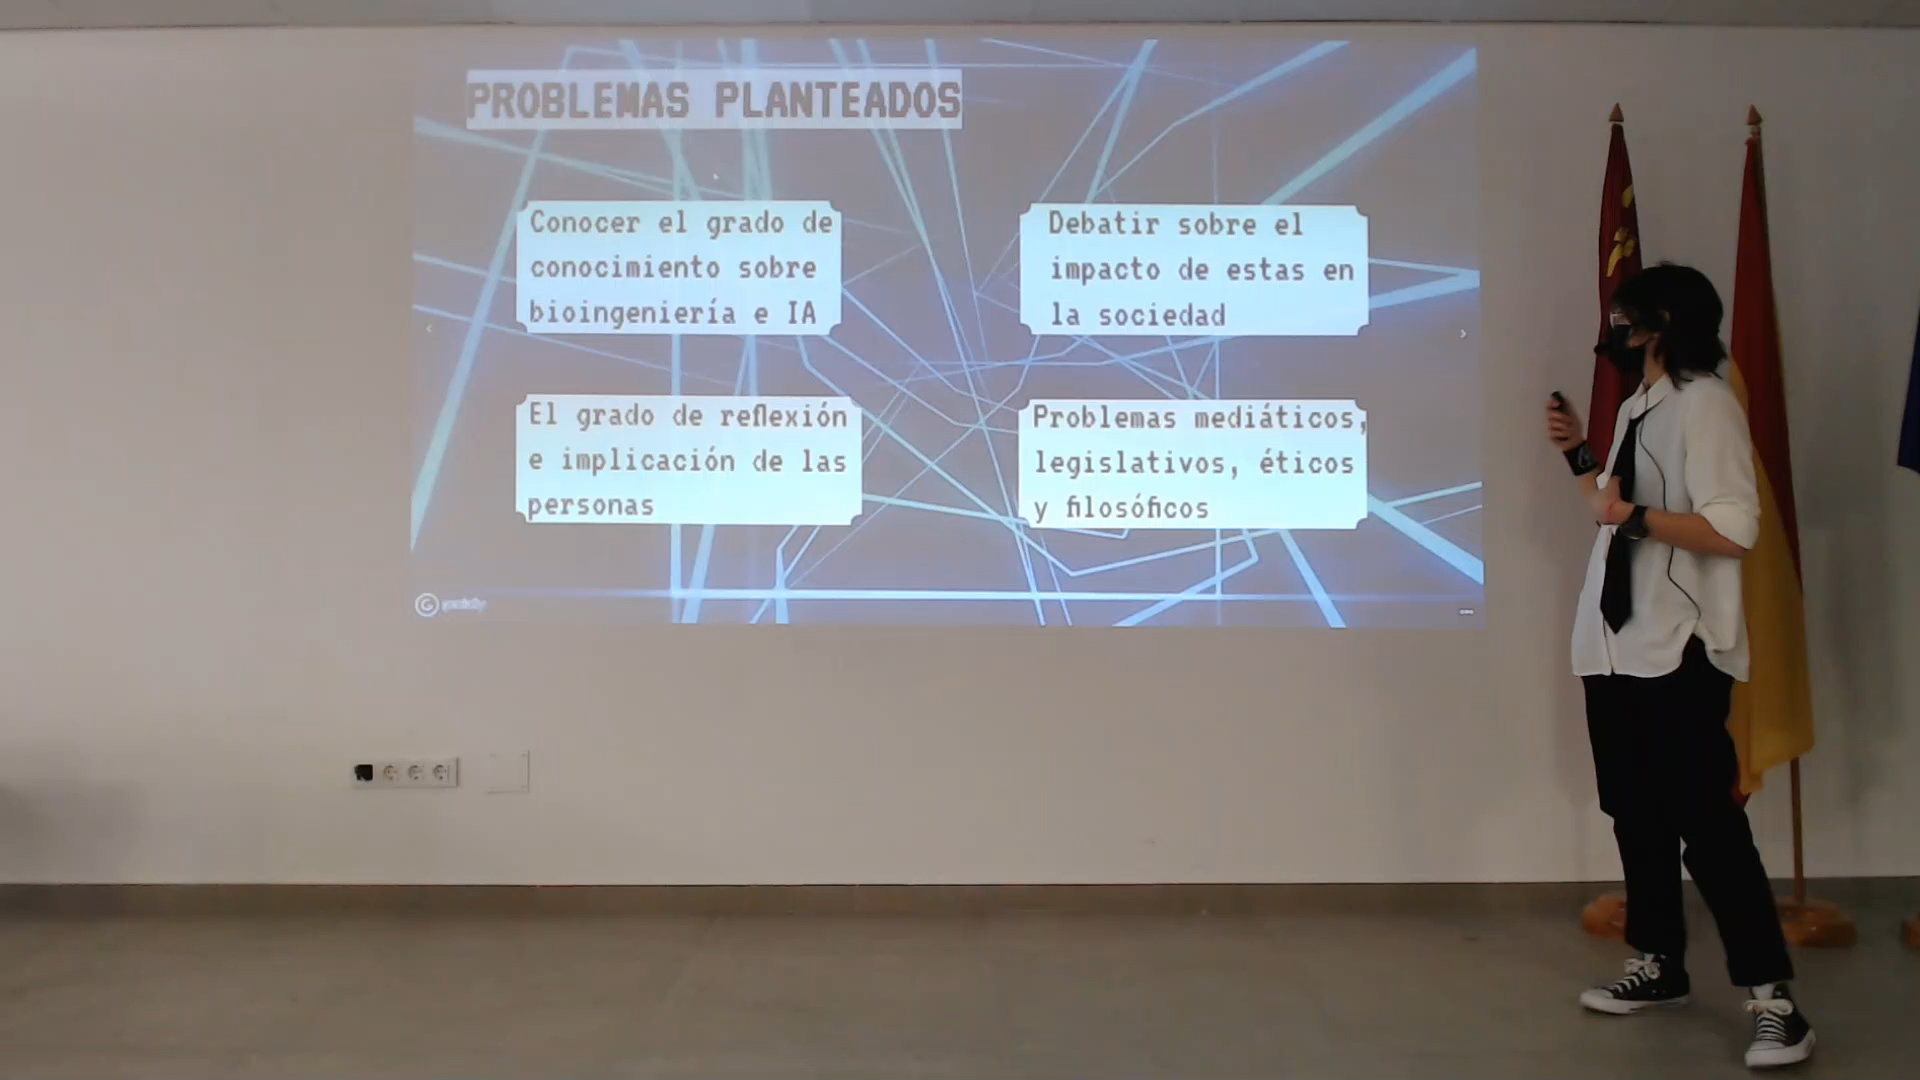 PROBLEMAS PLANTEADOS
Conocer el grado de
conocimiento sobre
bioingeniería e IA
Debatir sobre el
impacto de estas en
la sociedad
El grado de reflexión
e implicación de las
personas
Problemas mediáticos,
legislativos, éticos
y filosóficos
genially